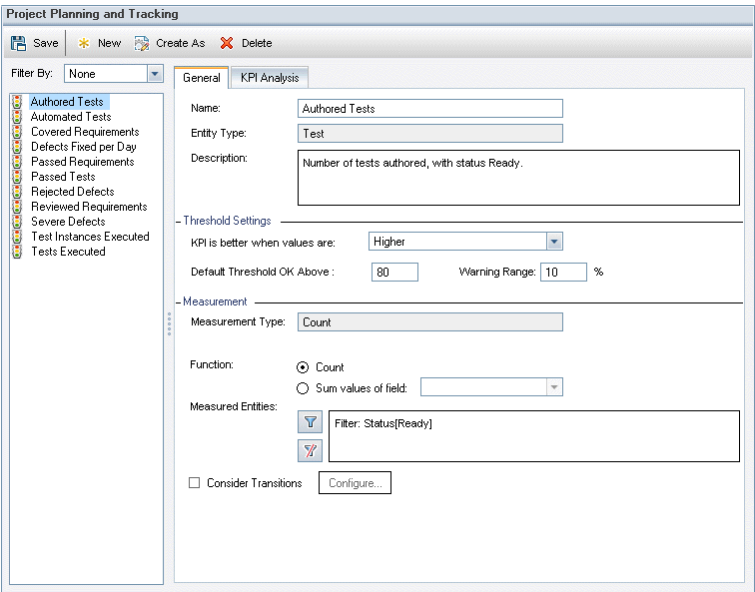 Project Planning and Tracking
Save New Create As Delete
Filter By: None
Authored Tests
Automated Tests
Covered Requirements
Defects Fixed per Day
Passed Requirements
Passed Tests
Rejected Defects
Reviewed Requirements
Severe Defects
Test Instances Executed
Tests Executed
General KPI Analysis
Name: Authored Tests
Entity Type: Test
Description: Number of tests authored, with status Ready.
Threshold Settings
KPI is better when values are: Higher
Default Threshold OK Above : 80 Warning Range: 10 %
Measurement
Measurement Type: Count
Function: Count
Sum values of field:
Measured Entities:
Filter: Status[Ready]
Consider Transitions Configure...